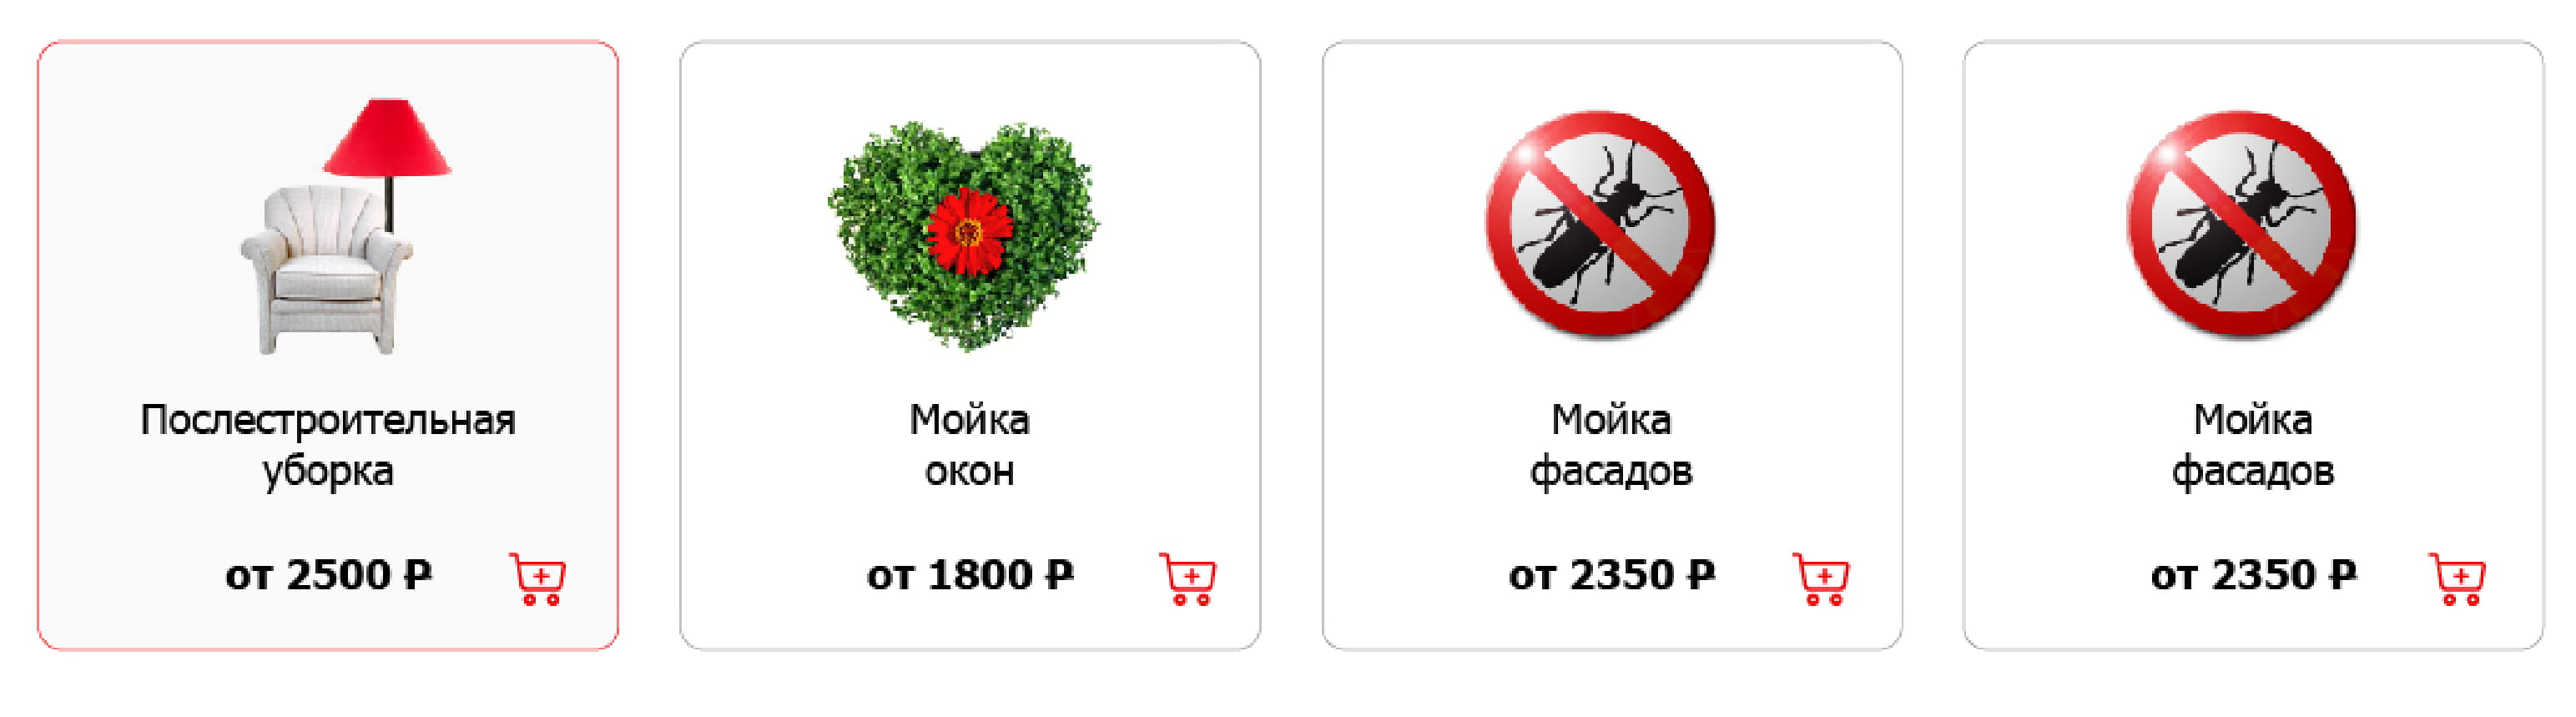 Послестроительная
уборка
от 2500 ₽
Мойка
окон
от 1800 ₽
Мойка
фасадов
от 2350 ₽
Мойка
фасадов
от 2350 ₽